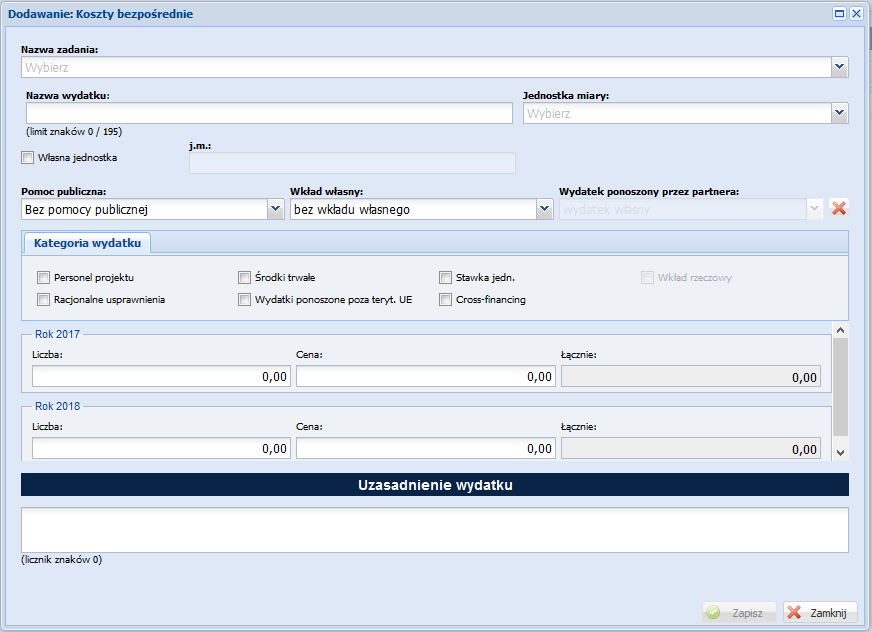 Dodawanie: Koszty bezpośrednie
Nazwa zadania:
Wybierz
Nazwa wydatku: Jednostka miary:
Wybierz
(limit znaków 0 / 195)
Własna jednostka j.m.:
Pomoc publiczna: Wkład własny: Wydatek ponoszony przez partnera:
Bez pomocy publicznej bez wkładu własnego wydatek własny
Kategoria wydatku
Personel projektu Środki trwałe Stawka jedn. Wkład rzeczowy
Racjonalne usprawnienia Wydatki ponoszone poza teryt. UE Cross-financing
Rok 2017
Liczba: Cena: Łącznie:
0,00 0,00 0,00
Rok 2018
Liczba: Cena: Łącznie:
0,00 0,00 0,00
Uzasadnienie wydatku
(licznik znaków 0)
Zapisz Zamknij